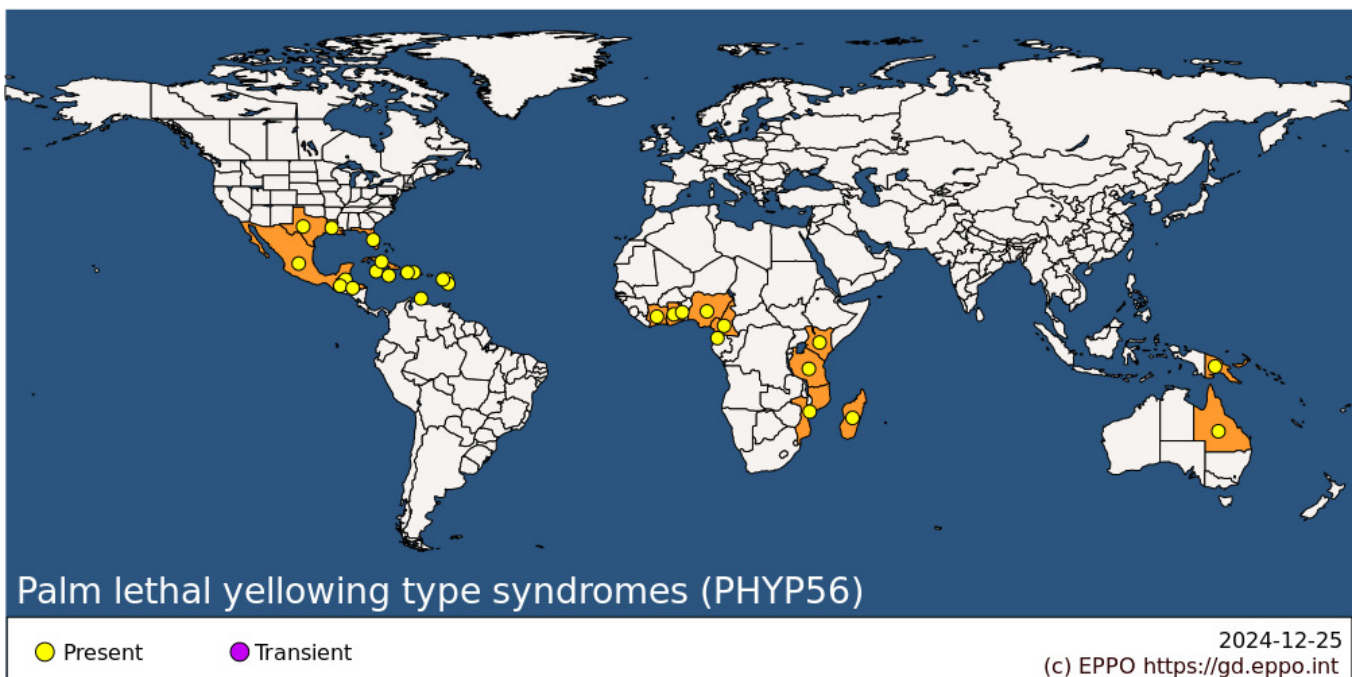 Palm lethal yellowing type syndromes (PHYP56)
Present
Transient
2024-12-25
(c) EPPO https://gd.eppo.int